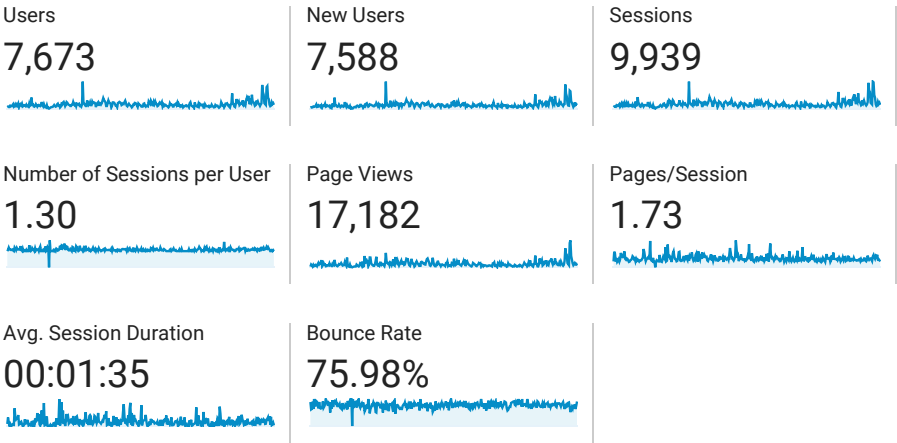 Users
7,673
New Users
7,588
Sessions
9,939
Number of Sessions per User
1.30
Page Views
17,182
Pages/Session
1.73
Avg. Session Duration
00:01:35
Bounce Rate
75.98%